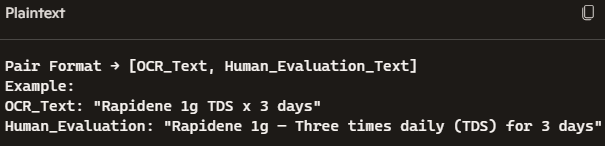 Plaintext
Pair Format → [OCR_Text, Human_Evaluation_Text]
Example:
OCR_Text: "Rapidene 1g TDS x 3 days"
Human_Evaluation: "Rapidene 1g — Three times daily (TDS) for 3 days"